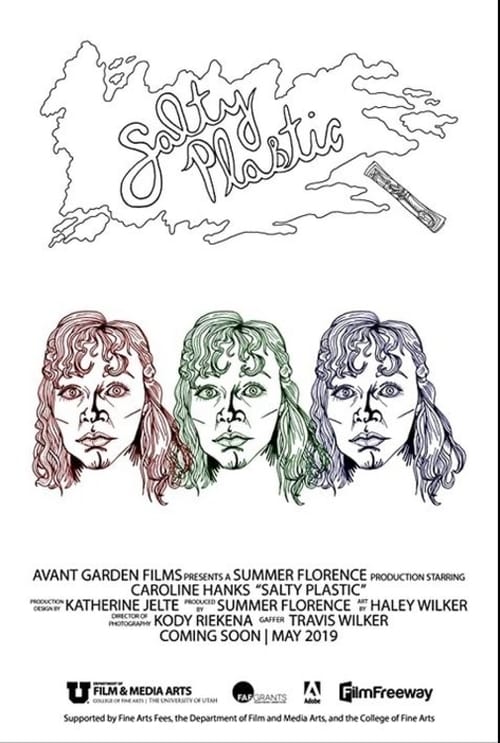 Salty
Plastic
AVANT GARDEN FILMS PRESENTS A SUMMER FLORENCE PRODUCTION STARRING
CAROLINE HANKS "SALTY PLASTIC"
PRODUCTION DESIGN BY KATHERINE JELTE PRODUCED BY SUMMER FLORENCE ART BY HALEY WILKER
DIRECTOR OF PHOTOGRAPHY KODY RIEKENA GAFFER TRAVIS WILKER
COMING SOON | MAY 2019
U DEPARTMENT OF
FILM & MEDIA ARTS
COLLEGE OF FINE ARTS | THE UNIVERSITY OF UTAH
FAF GRANTS
Adobe
FilmFreeway
Supported by Fine Arts Fees, the Department of Film and Media Arts, and the College of Fine Arts